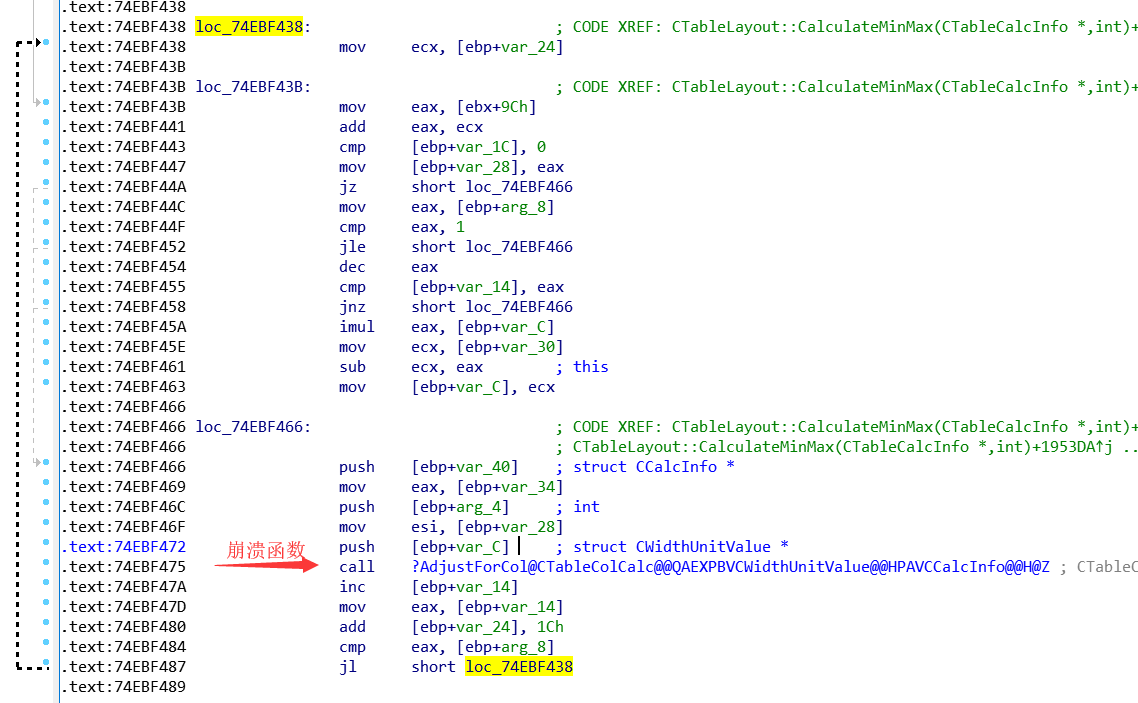 .text:74EBF438
.text:74EBF438 loc_74EBF438: ; CODE XREF: CTableLayout::CalculateMinMax(CTableCalcInfo *,int)+
.text:74EBF438 mov ecx, [ebp+var_24]
.text:74EBF43B
.text:74EBF43B loc_74EBF43B: ; CODE XREF: CTableLayout::CalculateMinMax(CTableCalcInfo *,int)+
.text:74EBF43B mov eax, [ebx+9Ch]
.text:74EBF441 add eax, ecx
.text:74EBF443 cmp [ebp+var_1C], 0
.text:74EBF447 mov [ebp+var_28], eax
.text:74EBF44A jz short loc_74EBF466
.text:74EBF44C mov eax, [ebp+arg_8]
.text:74EBF44F cmp eax, 1
.text:74EBF452 jle short loc_74EBF466
.text:74EBF454 dec eax
.text:74EBF455 cmp [ebp+var_14], eax
.text:74EBF458 jnz short loc_74EBF466
.text:74EBF45A imul eax, [ebp+var_C]
.text:74EBF45E mov ecx, [ebp+var_30]
.text:74EBF461 sub ecx, eax ; this
.text:74EBF463 mov [ebp+var_C], ecx
.text:74EBF466
.text:74EBF466 loc_74EBF466: ; CODE XREF: CTableLayout::CalculateMinMax(CTableCalcInfo *,int)+
.text:74EBF466 ; CTableLayout::CalculateMinMax(CTableCalcInfo *,int)+1953DA↑j ..
.text:74EBF466 push [ebp+var_40] ; struct CCalcInfo *
.text:74EBF469 mov eax, [ebp+var_34]
.text:74EBF46C push [ebp+arg_4] ; int
.text:74EBF46F mov esi, [ebp+var_28]
.text:74EBF472 push [ebp+var_C] ; struct CWidthUnitValue *
崩溃函数
.text:74EBF475 call ?AdjustForCol@CTableColCalc@@QAEXPBVCWidthUnitValue@@HPAVCCalcInfo@@H@Z ; CTableC
.text:74EBF47A inc [ebp+var_14]
.text:74EBF47D mov eax, [ebp+var_14]
.text:74EBF480 add [ebp+var_24], 1Ch
.text:74EBF484 cmp eax, [ebp+arg_8]
.text:74EBF487 jl short loc_74EBF438
.text:74EBF489